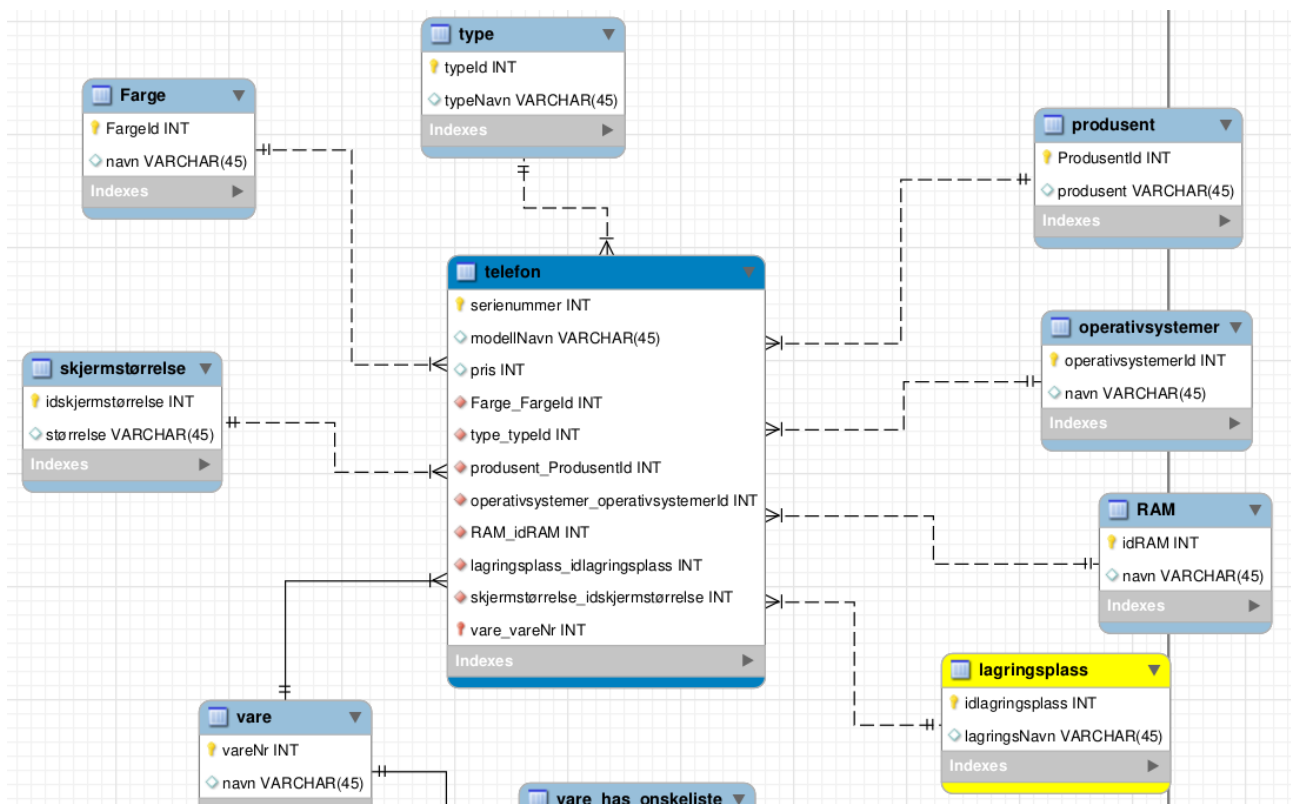 type
typeId INT
typeNavn VARCHAR(45)
Indexes
Farge
FargeId INT
navn VARCHAR(45)
Indexes
produsent
ProdusentId INT
produsent VARCHAR(45)
Indexes
telefon
serienummer INT
modellNavn VARCHAR(45)
pris INT
Farge_FargeId INT
type_typeId INT
produsent_ProdusentId INT
operativsystemer_operativsystemerId INT
RAM_idRAM INT
lagringsplass_idlagringsplass INT
skjermstørrelse_idskjermstørrelse INT
vare_vareNr INT
Indexes
operativsystemer
operativsystemerId INT
navn VARCHAR(45)
Indexes
skjermstørrelse
idskjermstørrelse INT
størrelse VARCHAR(45)
Indexes
RAM
idRAM INT
navn VARCHAR(45)
Indexes
lagringsplass
idlagringsplass INT
lagringsNavn VARCHAR(45)
Indexes
vare
vareNr INT
navn VARCHAR(45)
vare_has_onskeliste